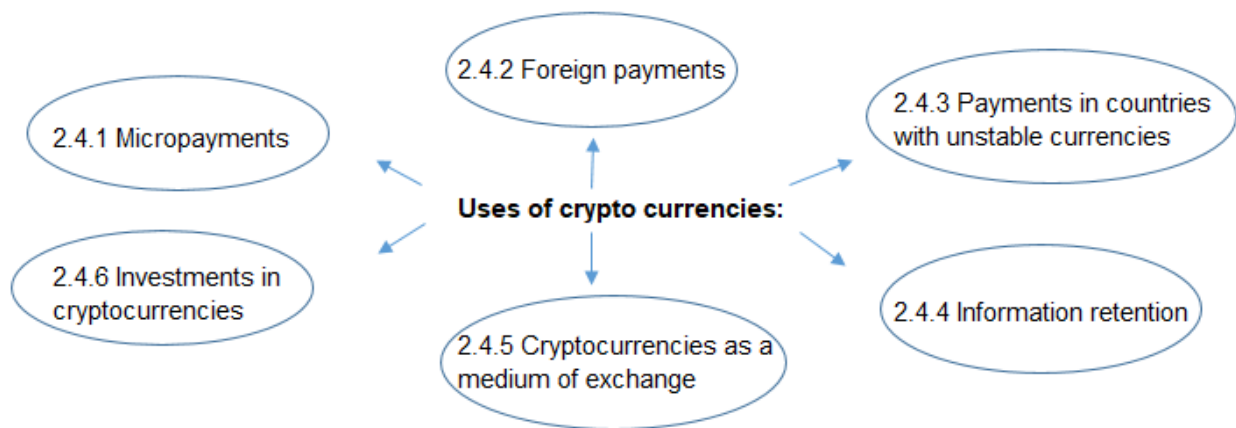 2.4.2 Foreign payments
2.4.1 Micropayments
2.4.3 Payments in countries
with unstable currencies
Uses of crypto currencies:
2.4.6 Investments in
cryptocurrencies
2.4.5 Cryptocurrencies as a
medium of exchange
2.4.4 Information retention